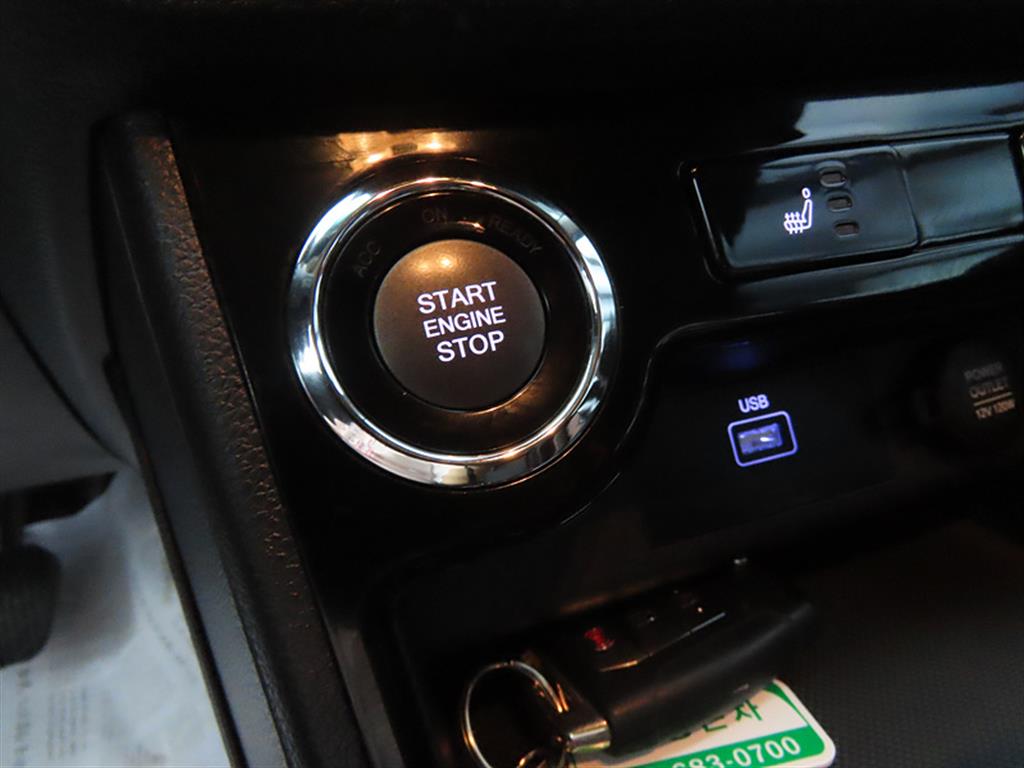 ACC ON READY
START
ENGINE
STOP
USB
POWER
OUTLET
12V 120W
683-0700